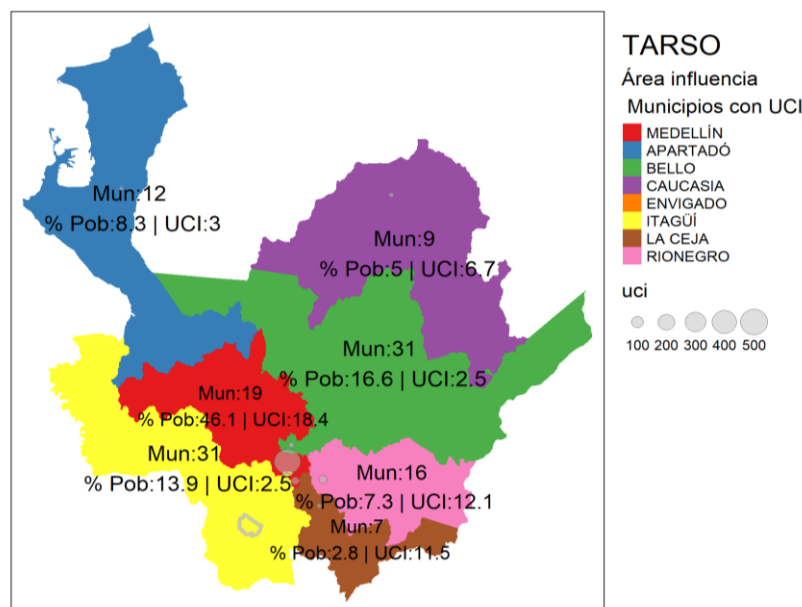 TARSO
Área influencia
Municipios con UCI
MEDELLÍN
APARTADÓ
BELLO
CAUCASIA
ENVIGADO
ITAGÜÍ
LA CEJA
RIONEGRO
uci
100 200 300 400 500
Mun:12
% Pob:8.3 | UCI:3
Mun:9
% Pob:5 | UCI:6.7
Mun:31
% Pob:16.6 | UCI:2.5
Mun:19
% Pob:46.1 | UCI:18.4
Mun:31
% Pob:13.9 | UCI:2.5
Mun:16
% Pob:7.3 | UCI:12.1
Mun:7
% Pob:2.8 | UCI:11.5